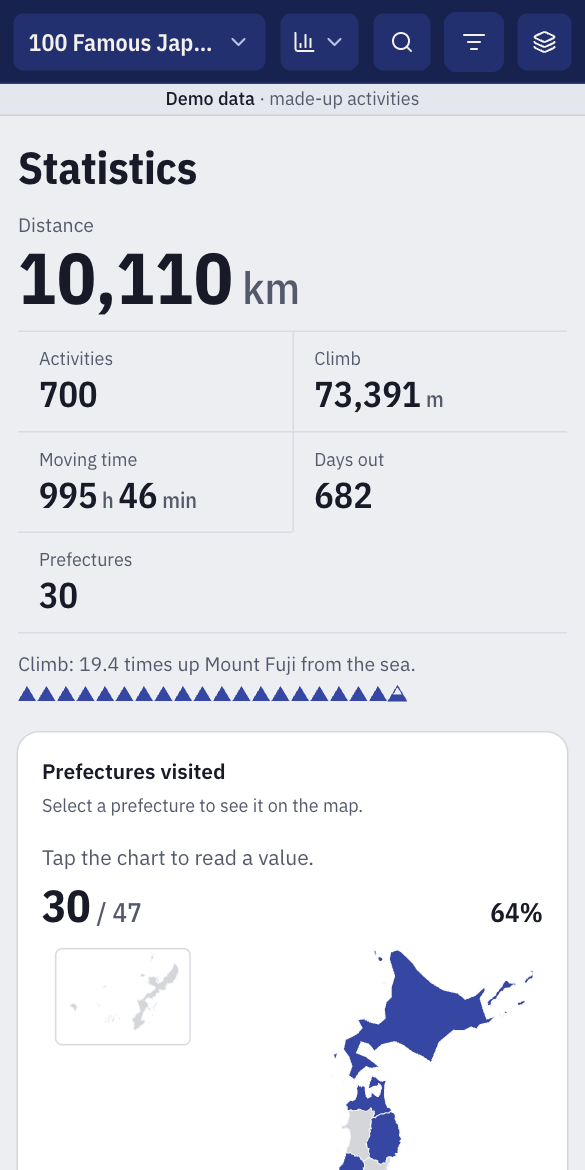 100 Famous Jap...
Demo data · made-up activities
Statistics
Distance
10,110 km
Activities
700
Climb
73,391 m
Moving time
995 h 46 min
Days out
682
Prefectures
30
Climb: 19.4 times up Mount Fuji from the sea.
Prefectures visited
Select a prefecture to see it on the map.
Tap the chart to read a value.
30 / 47
64%